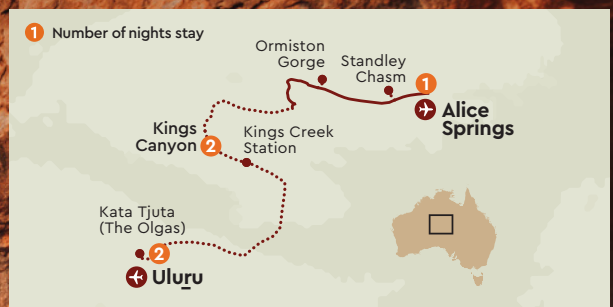 1 Number of nights stay
Ormiston
Gorge
Standley
Chasm
1
Alice
Springs
Kings
Canyon 2
Kings Creek
Station
Kata Tjuta
(The Olgas)
2
Uluṟu